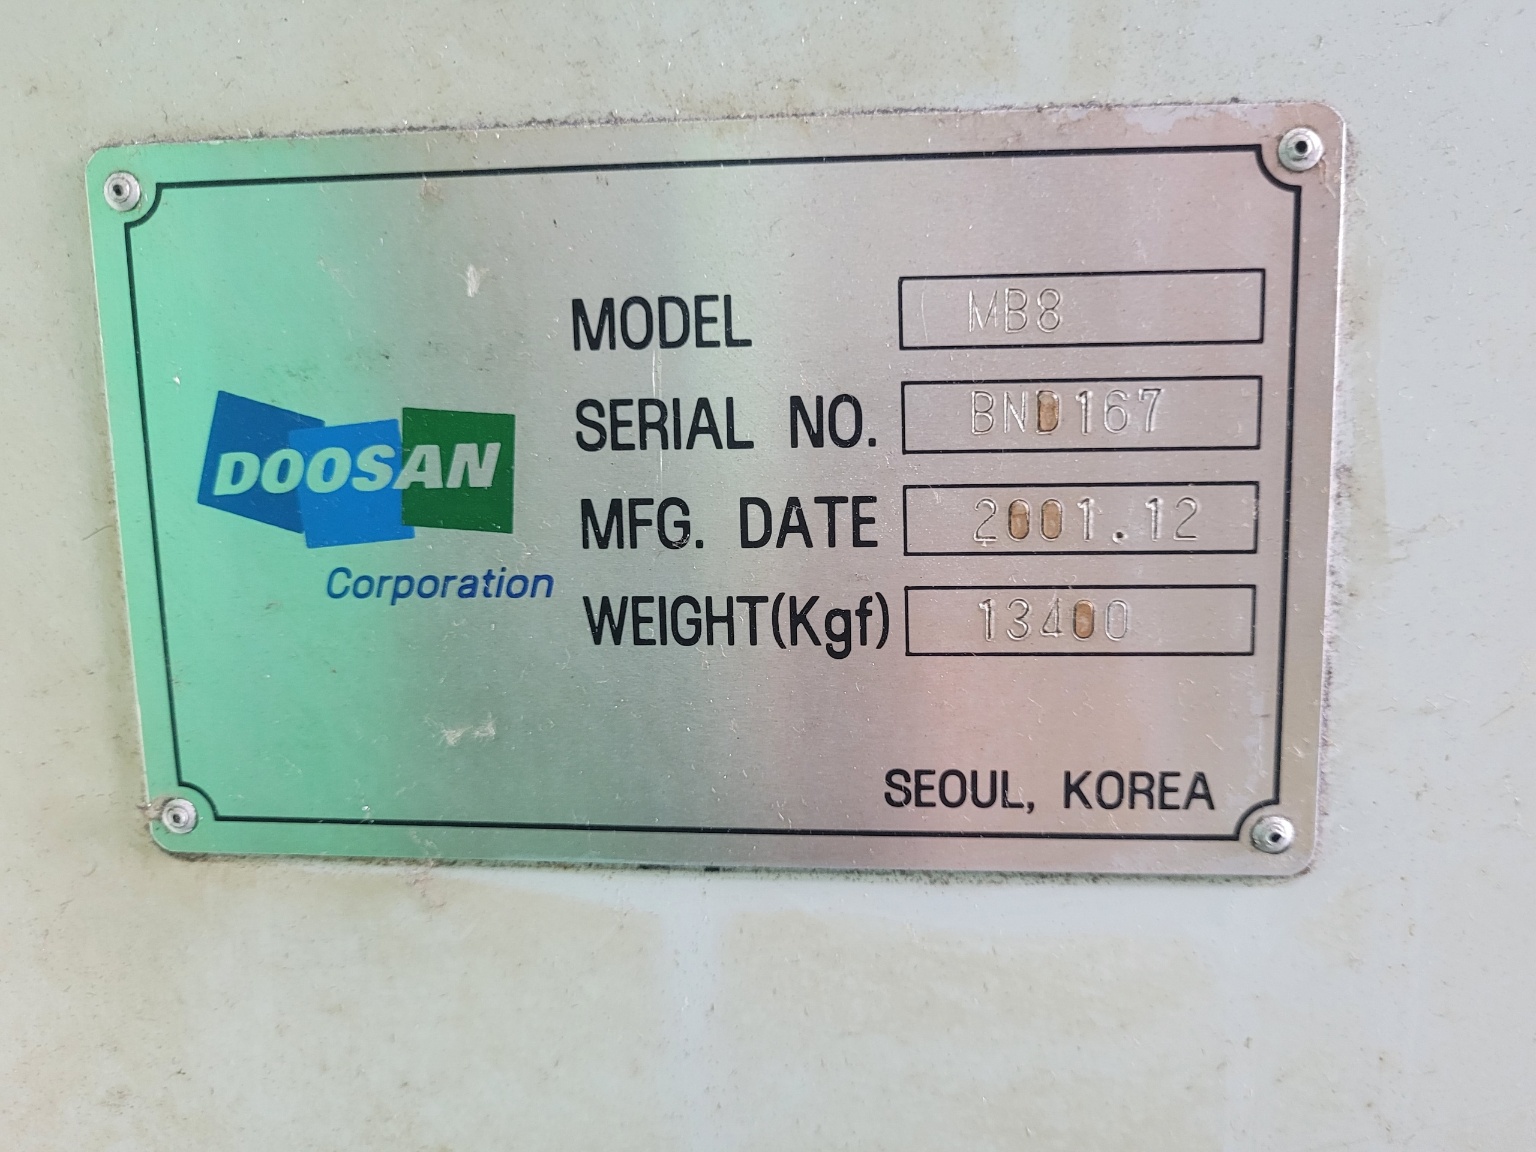 DOOSAN
Corporation
MODEL MB8
SERIAL NO. BND167
MFG. DATE 2001.12
WEIGHT(Kgf) 13400
SEOUL, KOREA